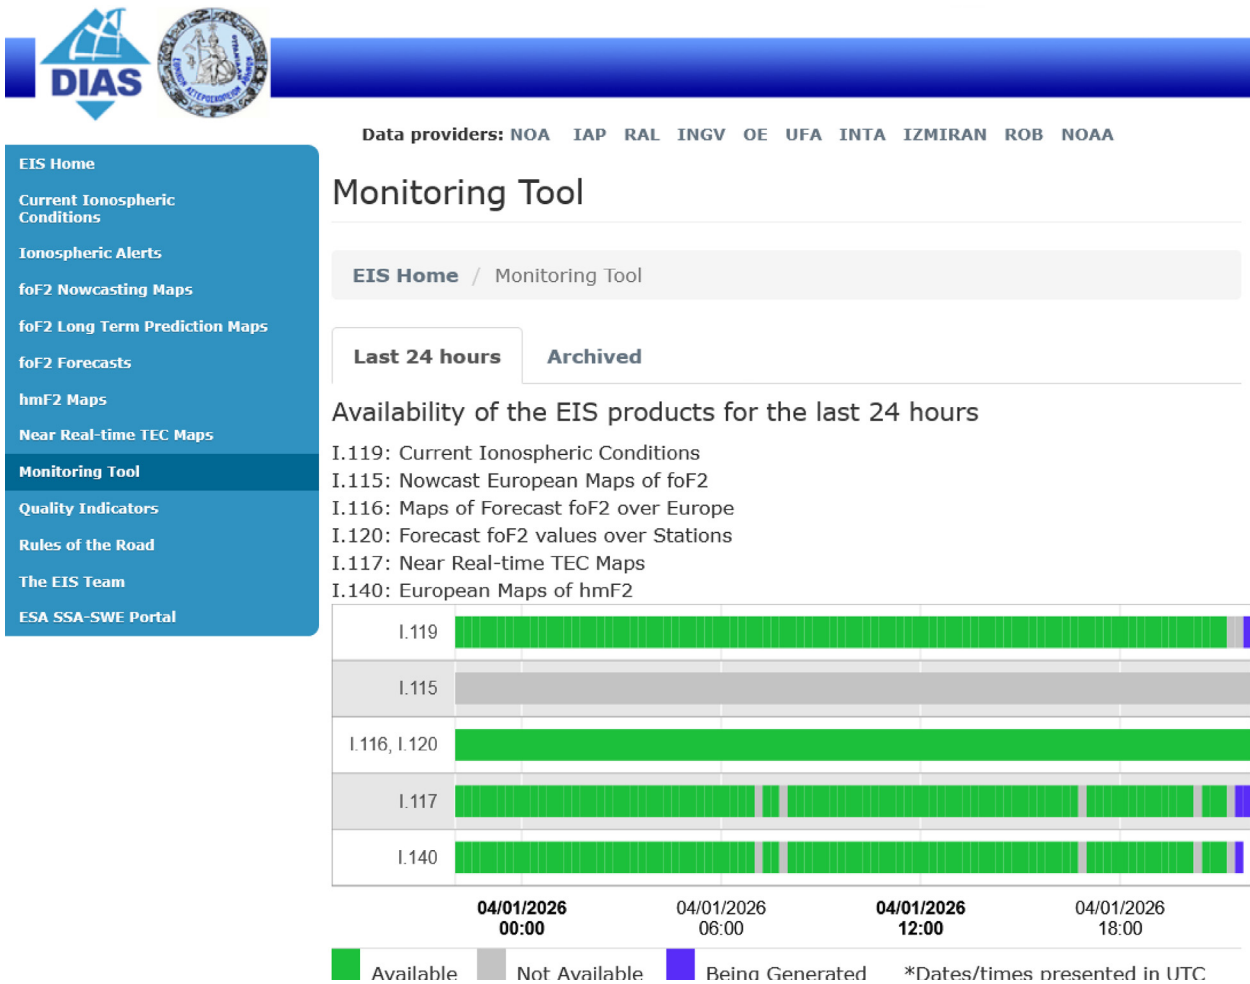 DIAS
Data providers: NOA IAP RAL INGV OE UFA INTA IZMIRAN ROB NOAA
EIS Home
Current Ionospheric
Conditions
Ionospheric Alerts
foF2 Nowcasting Maps
foF2 Long Term Prediction Maps
foF2 Forecasts
hmF2 Maps
Near Real-time TEC Maps
Monitoring Tool
Quality Indicators
Rules of the Road
The EIS Team
ESA SSA-SWE Portal
Monitoring Tool
EIS Home / Monitoring Tool
Last 24 hours Archived
Availability of the EIS products for the last 24 hours
I.119: Current Ionospheric Conditions
I.115: Nowcast European Maps of foF2
I.116: Maps of Forecast foF2 over Europe
I.120: Forecast foF2 values over Stations
I.117: Near Real-time TEC Maps
I.140: European Maps of hmF2
I.119
I.115
I.116, I.120
I.117
I.140
04/01/2026 04/01/2026 04/01/2026 04/01/2026
00:00 06:00 12:00 18:00
Available Not Available Being Generated *Dates/times presented in UTC